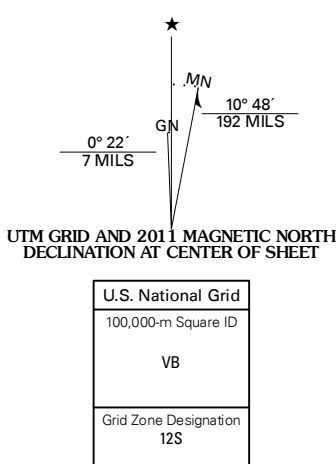 MN
10° 48´
192 MILS
GN
0° 22´
7 MILS
UTM GRID AND 2011 MAGNETIC NORTH
DECLINATION AT CENTER OF SHEET
U.S. National Grid
100,000-m Square ID
VB
Grid Zone Designation
12S